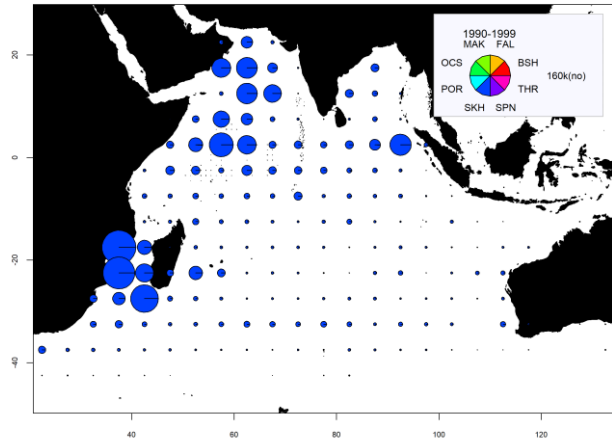 1990-1999
MAK FAL
OCS BSH
160k(no)
POR THR
SKH SPN
20
0
-20
-40
40 60 80 100 120